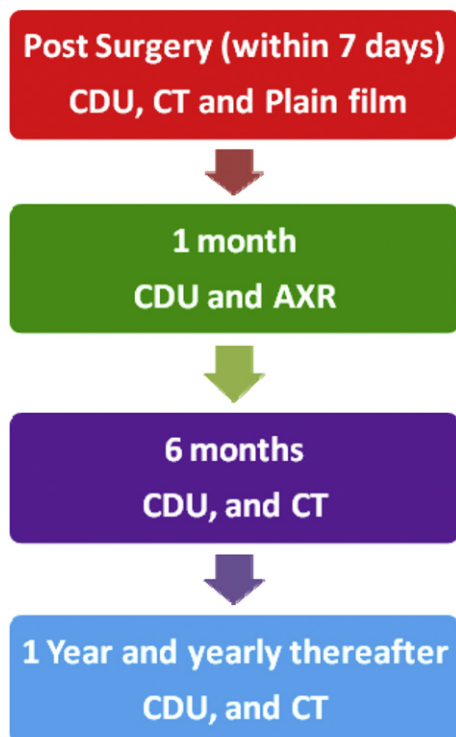 Post Surgery (within 7 days)
CDU, CT and Plain film
1 month
CDU and AXR
6 months
CDU, and CT
1 Year and yearly thereafter
CDU, and CT